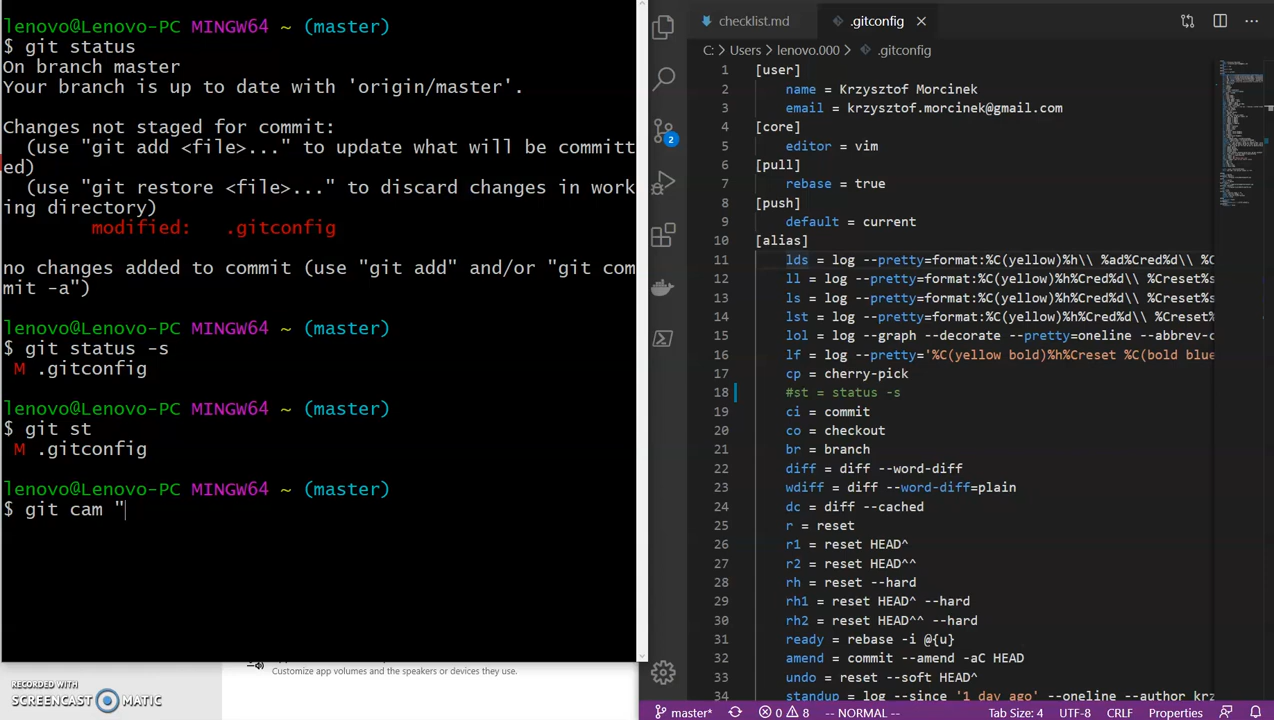 lenovo@Lenovo-PC MINGW64 ~ (master)
$ git status
On branch master
Your branch is up to date with 'origin/master'.
Changes not staged for commit:
(use "git add <file>..." to update what will be committ
ed)
(use "git restore <file>..." to discard changes in work
ing directory)
modified: .gitconfig
no changes added to commit (use "git add" and/or "git com
mit -a")
lenovo@Lenovo-PC MINGW64 ~ (master)
$ git status -s
M .gitconfig
lenovo@Lenovo-PC MINGW64 ~ (master)
$ git st
M .gitconfig
lenovo@Lenovo-PC MINGW64 ~ (master)
$ git cam "
Customize app volumes and the speakers or devices they use.
RECORDED WITH
SCREENCAST MATIC
2
checklist.md
.gitconfig
C: > Users > lenovo.000 > .gitconfig
1 [user]
2 name = Krzysztof Morcinek
3 email = krzysztof.morcinek@gmail.com
4 [core]
5 editor = vim
6 [pull]
7 rebase = true
8 [push]
9 default = current
10 [alias]
11 lds = log --pretty=format:%C(yellow)%h\\ %ad%Cred%d\\ %C
12 ll = log --pretty=format:%C(yellow)%h%Cred%d\\ %Creset%s
13 ls = log --pretty=format:%C(yellow)%h%Cred%d\\ %Creset%s
14 lst = log --pretty=format:%C(yellow)%h%Cred%d\\ %Creset%
15 lol = log --graph --decorate --pretty=oneline --abbrev-c
16 lf = log --pretty='%C(yellow bold)%h%Creset %C(bold blue
17 cp = cherry-pick
18 #st = status -s
19 ci = commit
20 co = checkout
21 br = branch
22 diff = diff --word-diff
23 wdiff = diff --word-diff=plain
24 dc = diff --cached
25 r = reset
26 r1 = reset HEAD^
27 r2 = reset HEAD^^
28 rh = reset --hard
29 rh1 = reset HEAD^ --hard
30 rh2 = reset HEAD^^ --hard
31 ready = rebase -i @{u}
32 amend = commit --amend -aC HEAD
33 undo = reset --soft HEAD^
34 standup = log --since '1 day ago' --oneline --author krz
master* 0 8 -- NORMAL -- Tab Size: 4 UTF-8 CRLF Properties